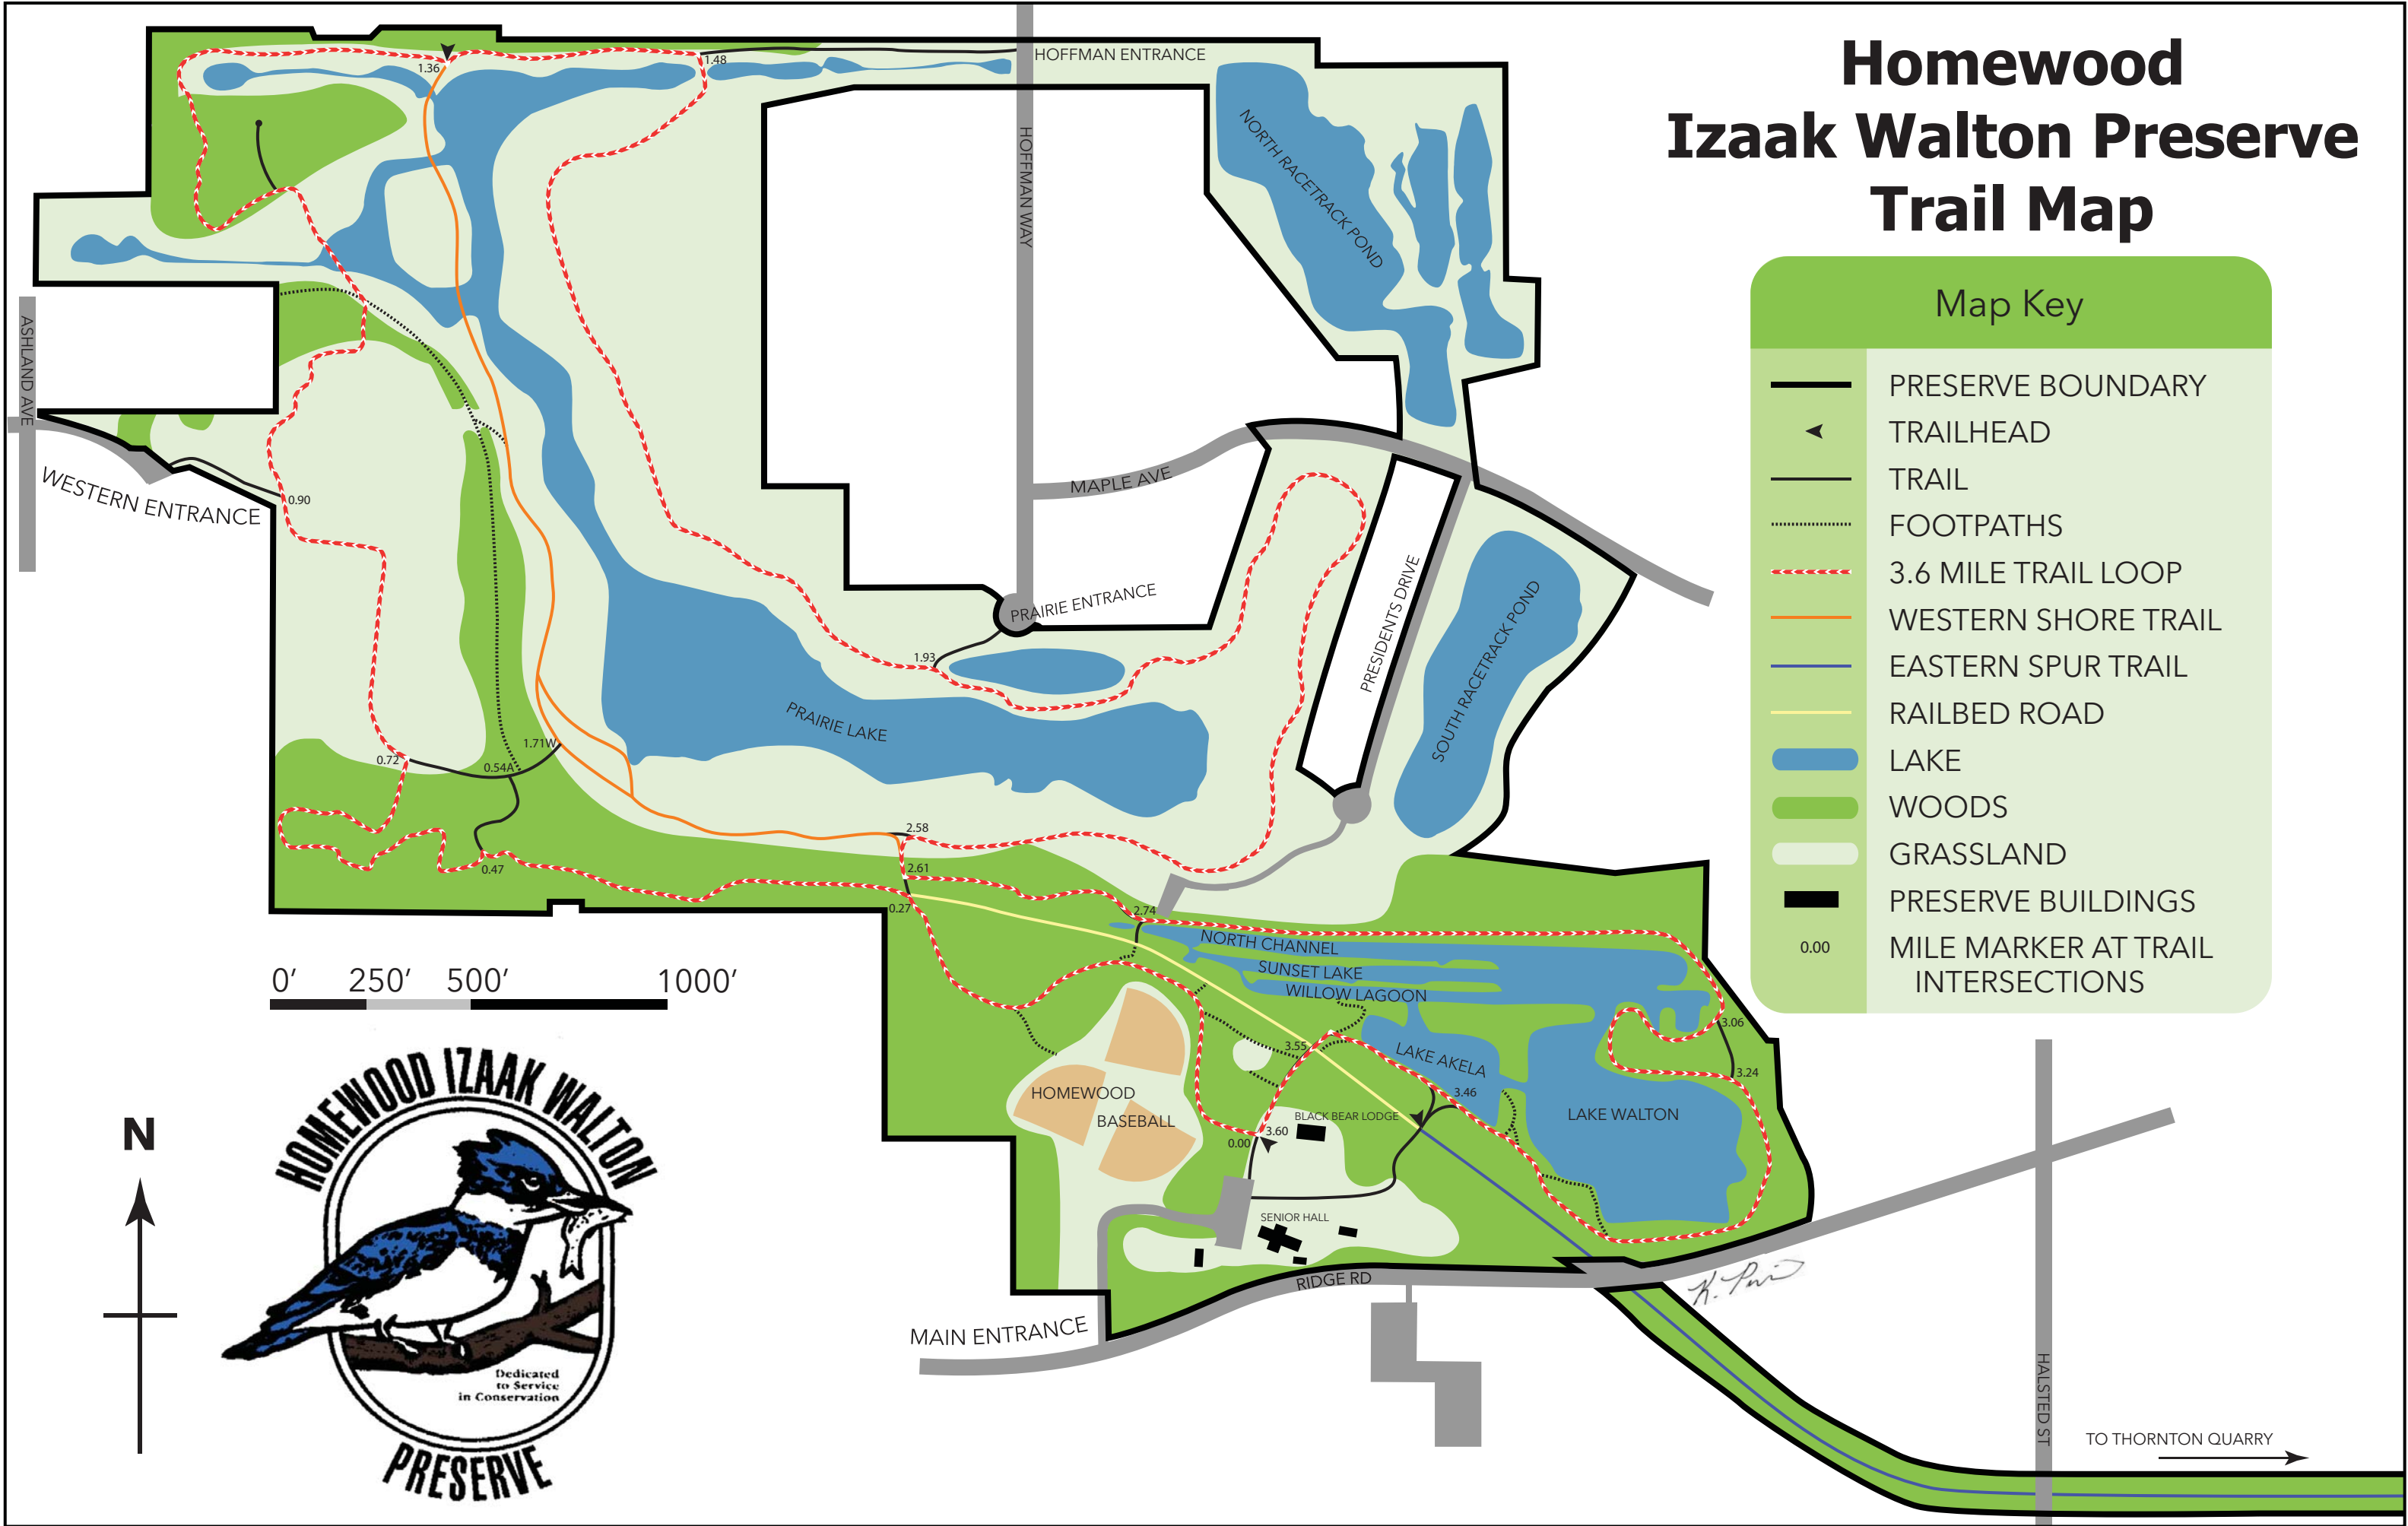 Homewood
Izaak Walton Preserve
Trail Map
Map Key
PRESERVE BOUNDARY
TRAILHEAD
TRAIL
FOOTPATHS
3.6 MILE TRAIL LOOP
WESTERN SHORE TRAIL
EASTERN SPUR TRAIL
RAILBED ROAD
LAKE
WOODS
GRASSLAND
PRESERVE BUILDINGS
0.00
MILE MARKER AT TRAIL
INTERSECTIONS
1.36
1.48
HOFFMAN ENTRANCE
HOFFMAN WAY
NORTH RACETRACK POND
ASHLAND AVE
WESTERN ENTRANCE
0.90
MAPLE AVE
PRAIRIE ENTRANCE
1.93
PRESIDENTS DRIVE
SOUTH RACETRACK POND
PRAIRIE LAKE
1.71W
0.72
0.54A
2.58
0.47
2.61
0.27
2.74
NORTH CHANNEL
SUNSET LAKE
WILLOW LAGOON
3.06
3.55
LAKE AKELA
3.24
3.46
HOMEWOOD
BASEBALL
BLACK BEAR LODGE
LAKE WALTON
3.60
0.00
SENIOR HALL
RIDGE RD
MAIN ENTRANCE
HALSTED ST
TO THORNTON QUARRY
0' 250' 500' 1000'
N
HOMEWOOD IZAAK WALTON
Dedicated
to Service
in Conservation
PRESERVE